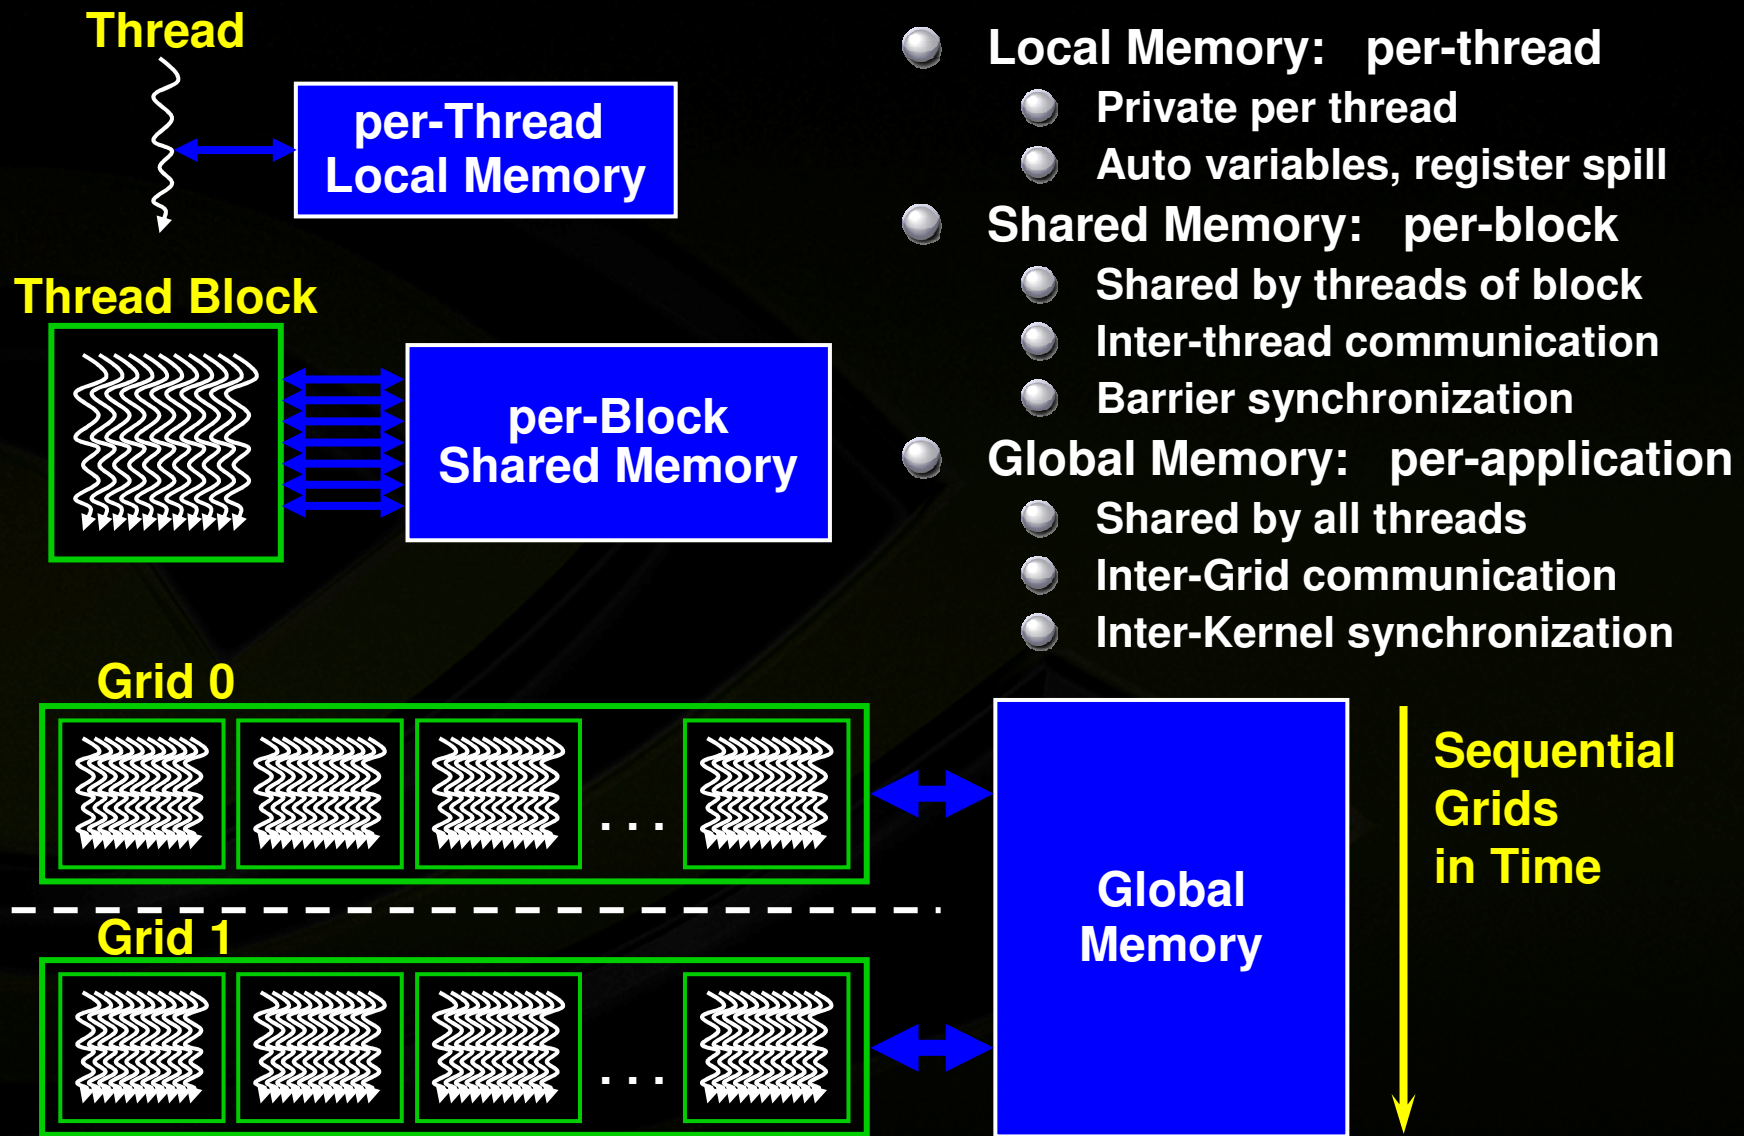 Thread
per-Thread
Local Memory
Thread Block
per-Block
Shared Memory
Local Memory: per-thread
Private per thread
Auto variables, register spill
Shared Memory: per-block
Shared by threads of block
Inter-thread communication
Barrier synchronization
Global Memory: per-application
Shared by all threads
Inter-Grid communication
Inter-Kernel synchronization
Grid 0
. . .
Grid 1
. . .
Global
Memory
Sequential
Grids
in Time